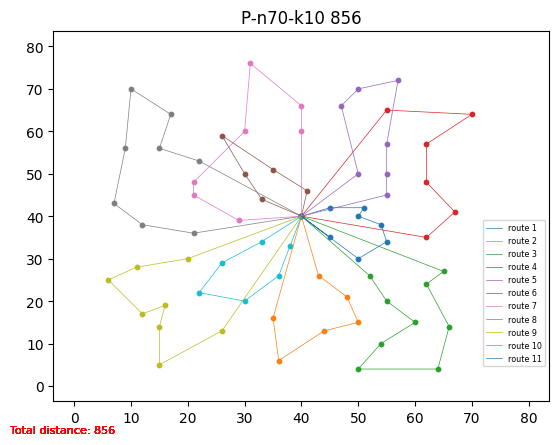 P-n70-k10 856
80
70
60
50
40
30
20
10
0
0 10 20 30 40 50 60 70 80
route 1
route 2
route 3
route 4
route 5
route 6
route 7
route 8
route 9
route 10
route 11
Total distance: 856